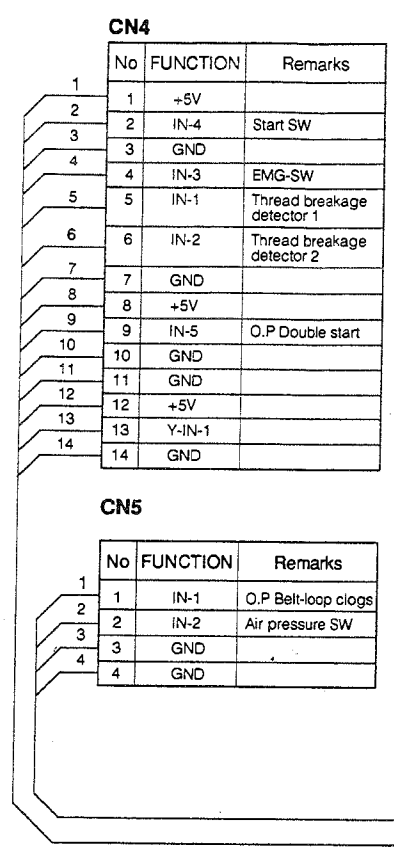 CN4
No FUNCTION Remarks
1 1 +5V
2 2 IN-4 Start SW
3 3 GND
4 4 IN-3 EMG-SW
5 5 IN-1 Thread breakage
detector 1
6 6 IN-2 Thread breakage
detector 2
7 7 GND
8 8 +5V
9 9 IN-5 O.P Double start
10 10 GND
11 11 GND
12 12 +5V
13 13 Y-IN-1
14 14 GND
CN5
No FUNCTION Remarks
1 1 IN-1 O.P Belt-loop clogs
2 2 IN-2 Air pressure SW
3 3 GND
4 4 GND